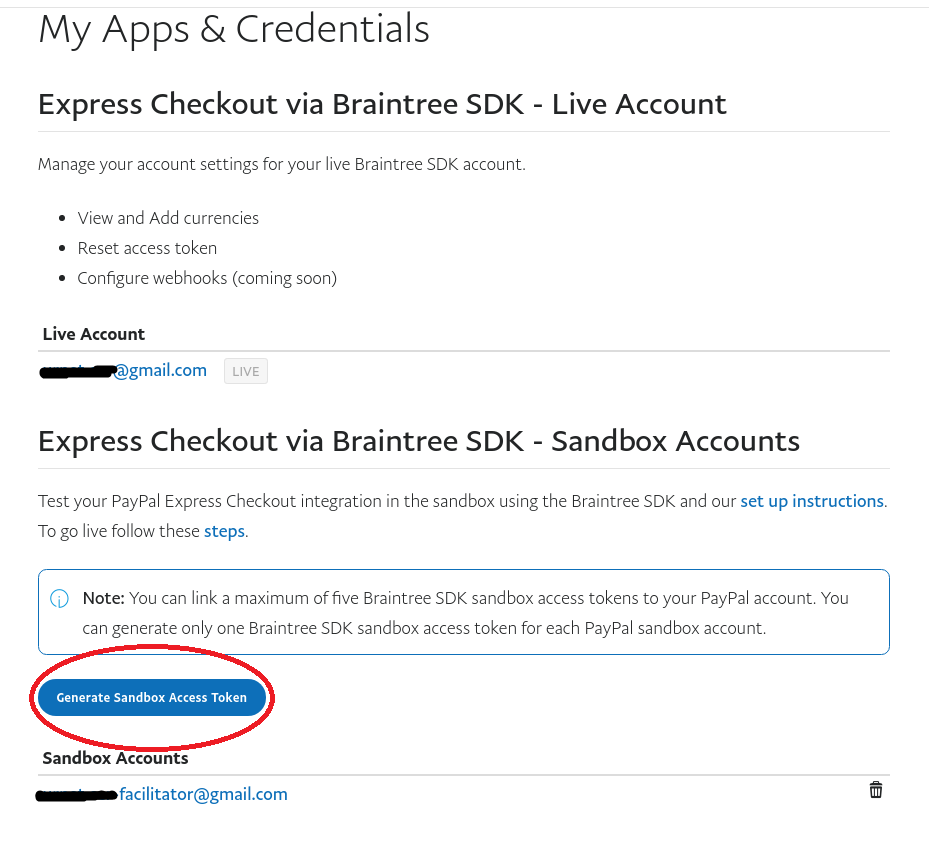 My Apps & Credentials
Express Checkout via Braintree SDK - Live Account
Manage your account settings for your live Braintree SDK account.
View and Add currencies
Reset access token
Configure webhooks (coming soon)
Live Account
@gmail.com LIVE
Express Checkout via Braintree SDK - Sandbox Accounts
Test your PayPal Express Checkout integration in the sandbox using the Braintree SDK and our set up instructions.
To go live follow these steps.
Note: You can link a maximum of five Braintree SDK sandbox access tokens to your PayPal account. You
can generate only one Braintree SDK sandbox access token for each PayPal sandbox account.
Generate Sandbox Access Token
Sandbox Accounts
facilitator@gmail.com